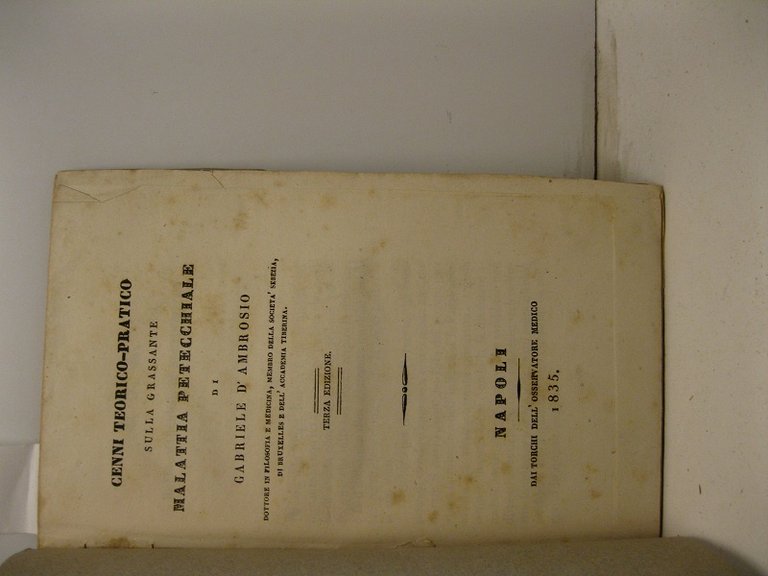 CENNI TEORICO-PRATICO
SULLA GRASSANTE
MALATTIA PETECCHIALE
DI
GABRIELE D' AMBROSIO
DOTTORE IN FILOSOFIA E MEDICINA, MEMBRO DELLA SOCIETA' SEBEZIA,
DI BRUXELLES E DELL' ACCADEMIA TIBERINA.
TERZA EDIZIONE.
NAPOLI
DAI TORCHI DELL' OSSERVATORE MEDICO
1835.